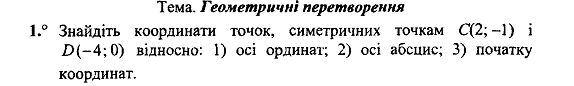 Тема. Геометричні перетворення
1.° Знайдіть координати точок, симетричних точкам C(2;−1) і
D(−4;0) відносно: 1) осі ординат; 2) осі абсцис; 3) початку
координат.